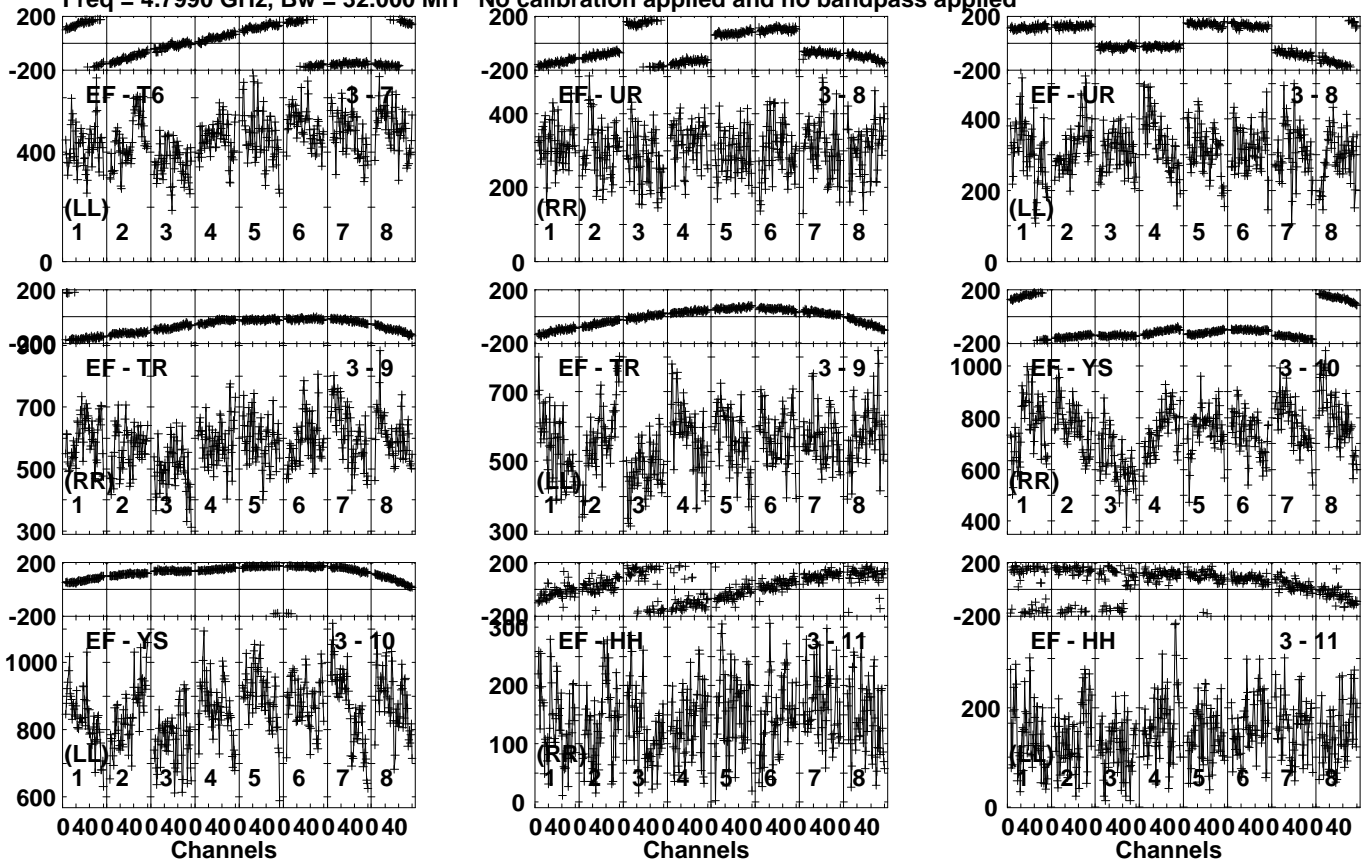 Freq = 4.7990 GHz, Bw = 32.000 MH No calibration applied and no bandpass applied
200 200 200
-200 -200 -200
EF - T6 3 - 7 EF - UR 3 - 8 EF - UR 3 - 8
400 400 400
200 200
(LL) (RR) (LL)
1 2 3 4 5 6 7 8 1 2 3 4 5 6 7 8 1 2 3 4 5 6 7 8
0 0 0
200 200 200
-200 -200 -200
900 1000
EF - TR 3 - 9 EF - TR 3 - 9 EF - YS 3 - 10
700 700 800
500 500 600
(RR) (LL) (RR)
1 2 3 4 5 6 7 8 1 2 3 4 5 6 7 8 1 2 3 4 5 6 7 8
300 300 400
200 200 200
-200 -200 -200
300
EF - YS 3 - 10 EF - HH 3 - 11 EF - HH 3 - 11
1000 200 200
800 100
(LL) (RR) (LL)
1 2 3 4 5 6 7 8 1 2 3 4 5 6 7 8 1 2 3 4 5 6 7 8
600 0 0
0 40 0 40 0 40 0 40 0 40 0 40 0 40 0 40 0 40 0 40 0 40 0 40 0 40 0 40 0 40 0 40 0 40 0 40 0 40 0 40 0 40 0 40 0 40 0 40
Channels Channels Channels